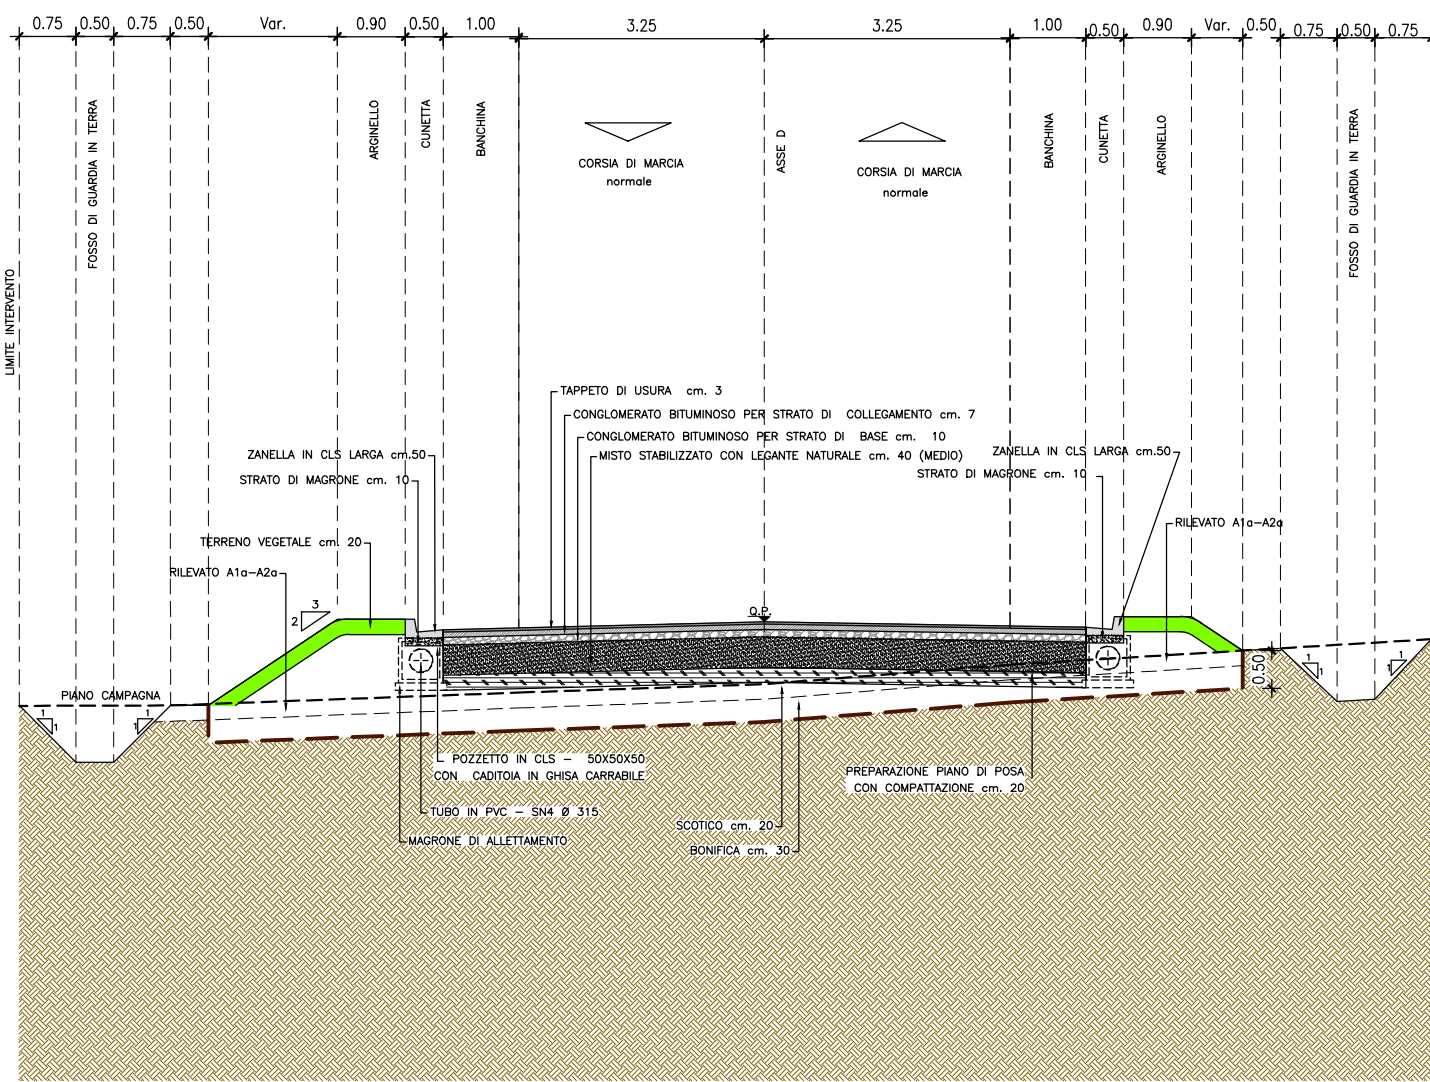 0.75 0.50 0.75 0.50 Var. 0.90 0.50 1.00 3.25 3.25 1.00 0.50 0.90 Var. 0.50 0.75 0.50 0.75
LIMITE INTERVENTO
FOSSO DI GUARDIA IN TERRA
ARGINELLO
CUNETTA
BANCHINA
CORSIA DI MARCIA
normale
ASSE D
CORSIA DI MARCIA
normale
BANCHINA
CUNETTA
ARGINELLO
FOSSO DI GUARDIA IN TERRA
TAPPETO DI USURA cm. 3
CONGLOMERATO BITUMINOSO PER STRATO DI COLLEGAMENTO cm. 7
CONGLOMERATO BITUMINOSO PER STRATO DI BASE cm. 10
MISTO STABILIZZATO CON LEGANTE NATURALE cm. 40 (MEDIO)
ZANELLA IN CLS LARGA cm.50
STRATO DI MAGRONE cm. 10
ZANELLA IN CLS LARGA cm.50
STRATO DI MAGRONE cm. 10
RILEVATO A1a-A2a
TERRENO VEGETALE cm. 20
RILEVATO A1a-A2a
3
2
Q.P.
PIANO CAMPAGNA
1
1
1
1
1
1
1
1
0.50
POZZETTO IN CLS - 50X50X50
CON CADITOIA IN GHISA CARRABILE
TUBO IN PVC - SN4 Ø 315
MAGRONE DI ALLETTAMENTO
PREPARAZIONE PIANO DI POSA
CON COMPATTAZIONE cm. 20
SCOTICO cm. 20
BONIFICA cm. 30